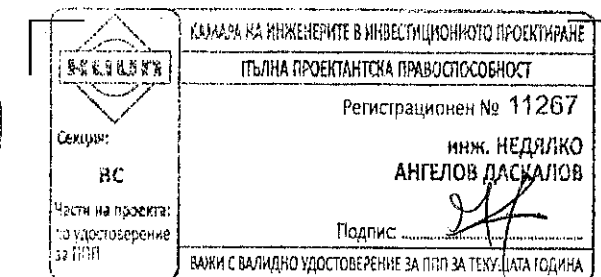 КАМАРА НА ИНЖЕНЕРИТЕ В ИНВЕСТИЦИОННОТО ПРОЕКТИРАНЕ
КИИП
ПЪЛНА ПРОЕКТАНТСКА ПРАВОСПОСОБНОСТ
Регистрационен № 11267
Секция:
ВС
инж. НЕДЯЛКО
АНГЕЛОВ ДАСКАЛОВ
Части на проекта:
по удостоверение
за ППП
Подпис:
ВАЖИ С ВАЛИДНО УДОСТОВЕРЕНИЕ ЗА ППП ЗА ТЕКУЩАТА ГОДИНА